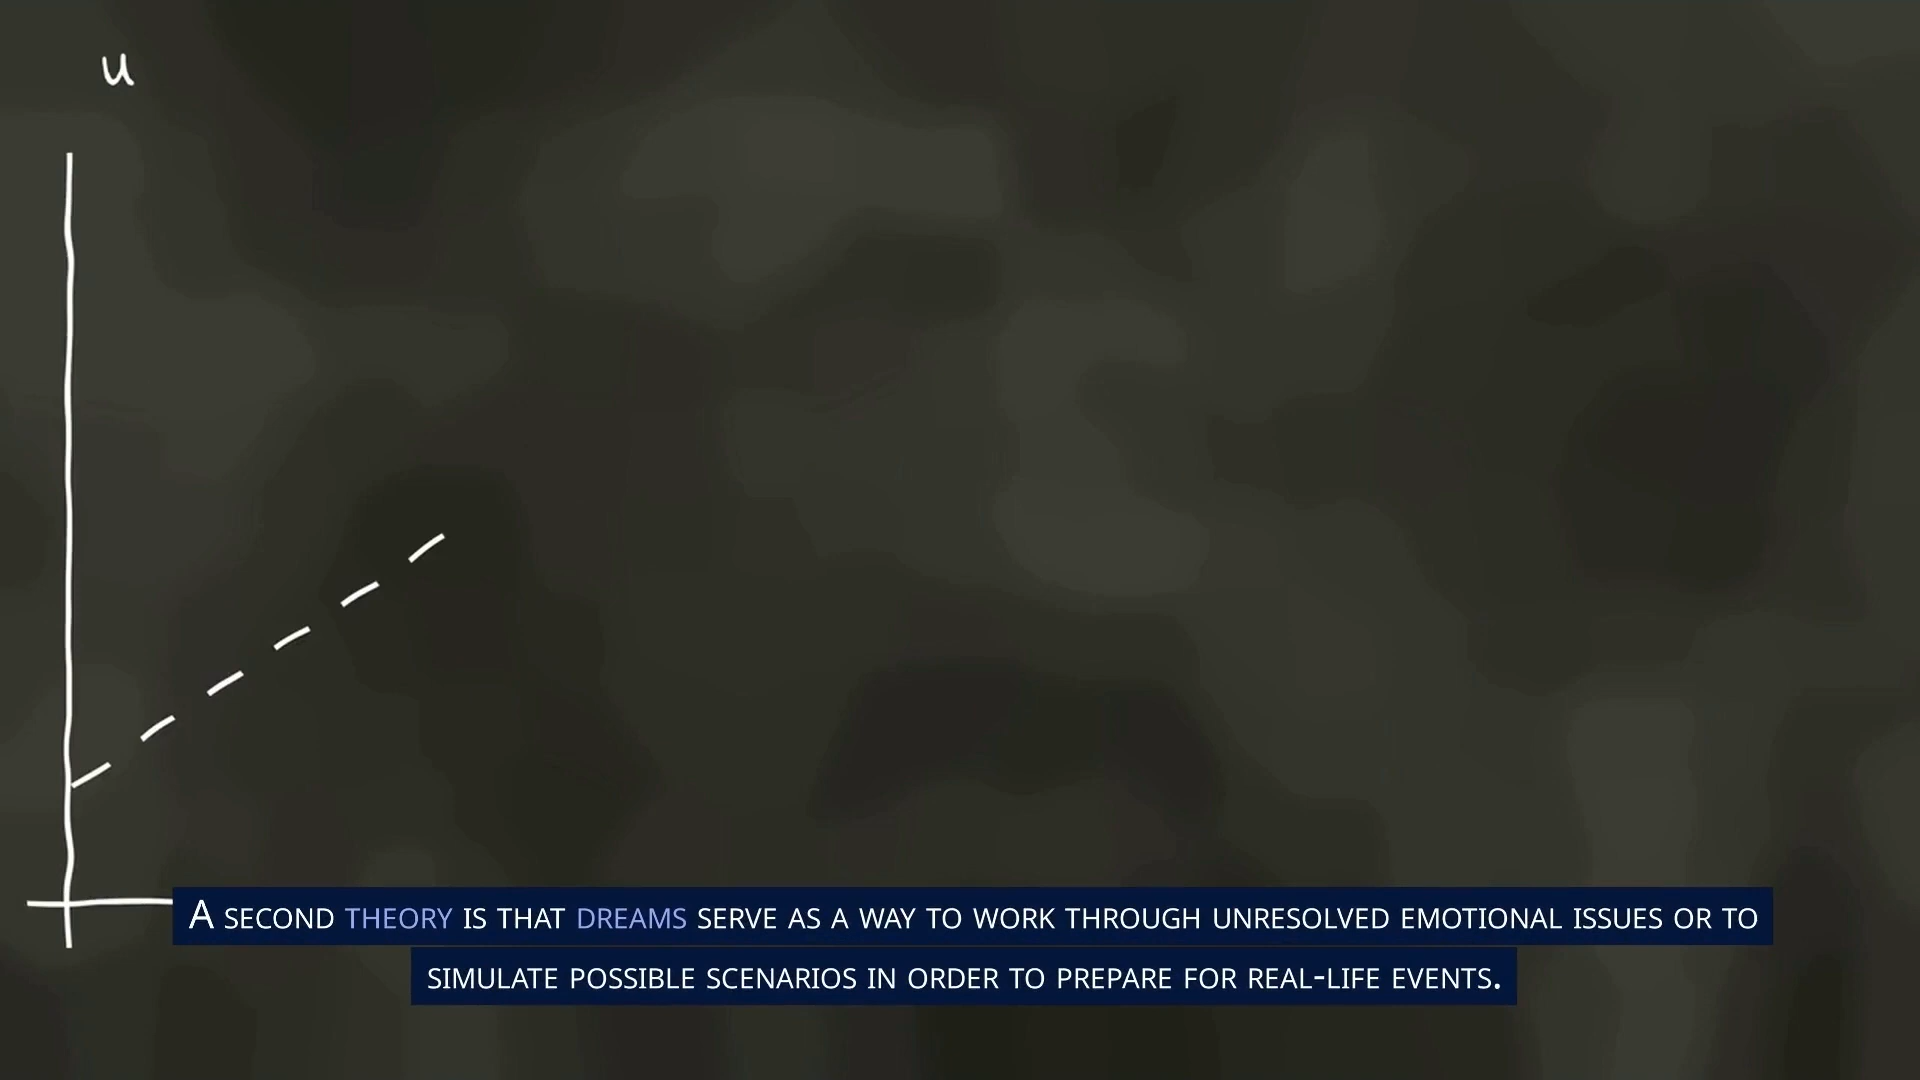 u
A second theory is that dreams serve as a way to work through unresolved emotional issues or to
simulate possible scenarios in order to prepare for real-life events.